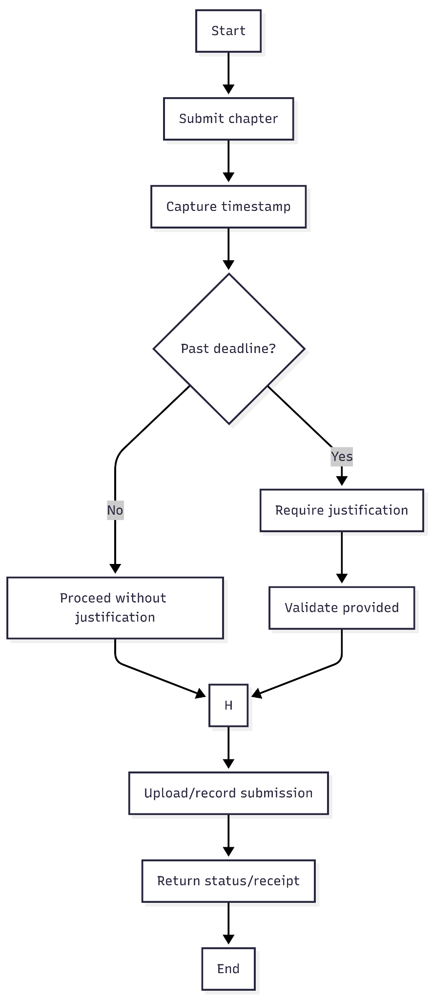 Start
Submit chapter
Capture timestamp
Past deadline?
Yes
No
Require justification
Proceed without
justification
Validate provided
H
Upload/record submission
Return status/receipt
End